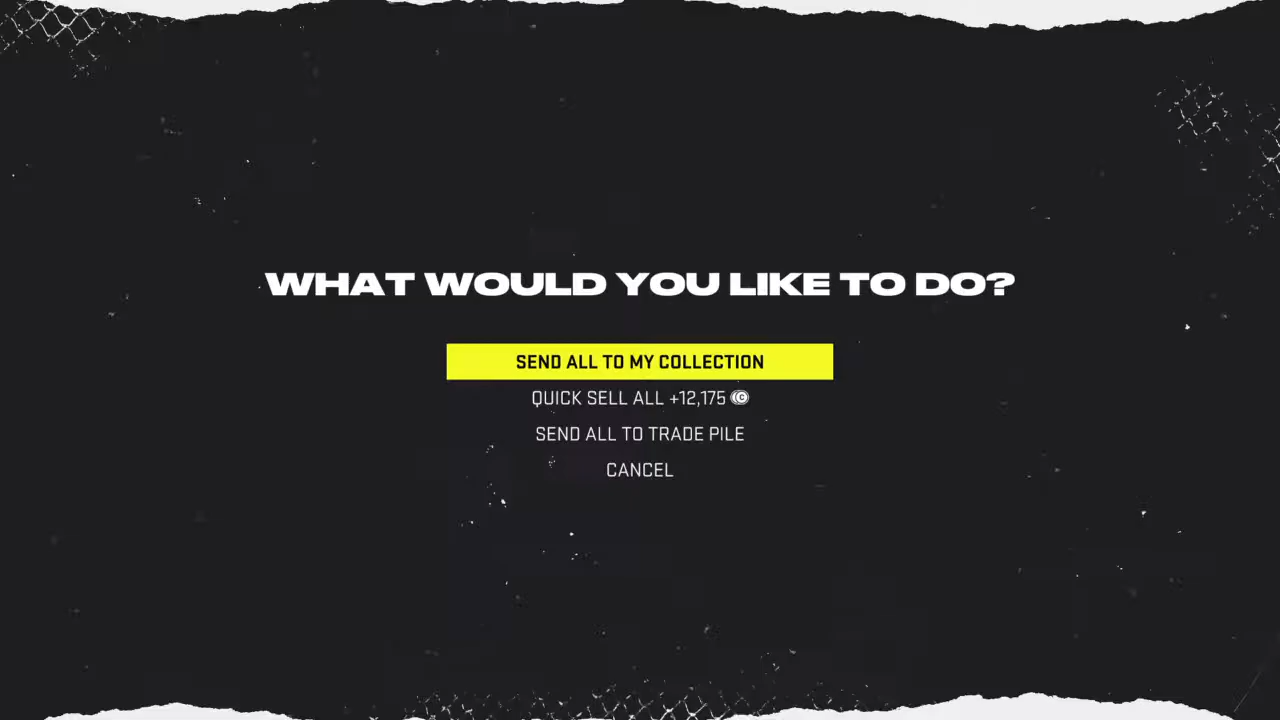 WHAT WOULD YOU LIKE TO DO?
SEND ALL TO MY COLLECTION
QUICK SELL ALL +12,175
SEND ALL TO TRADE PILE
CANCEL